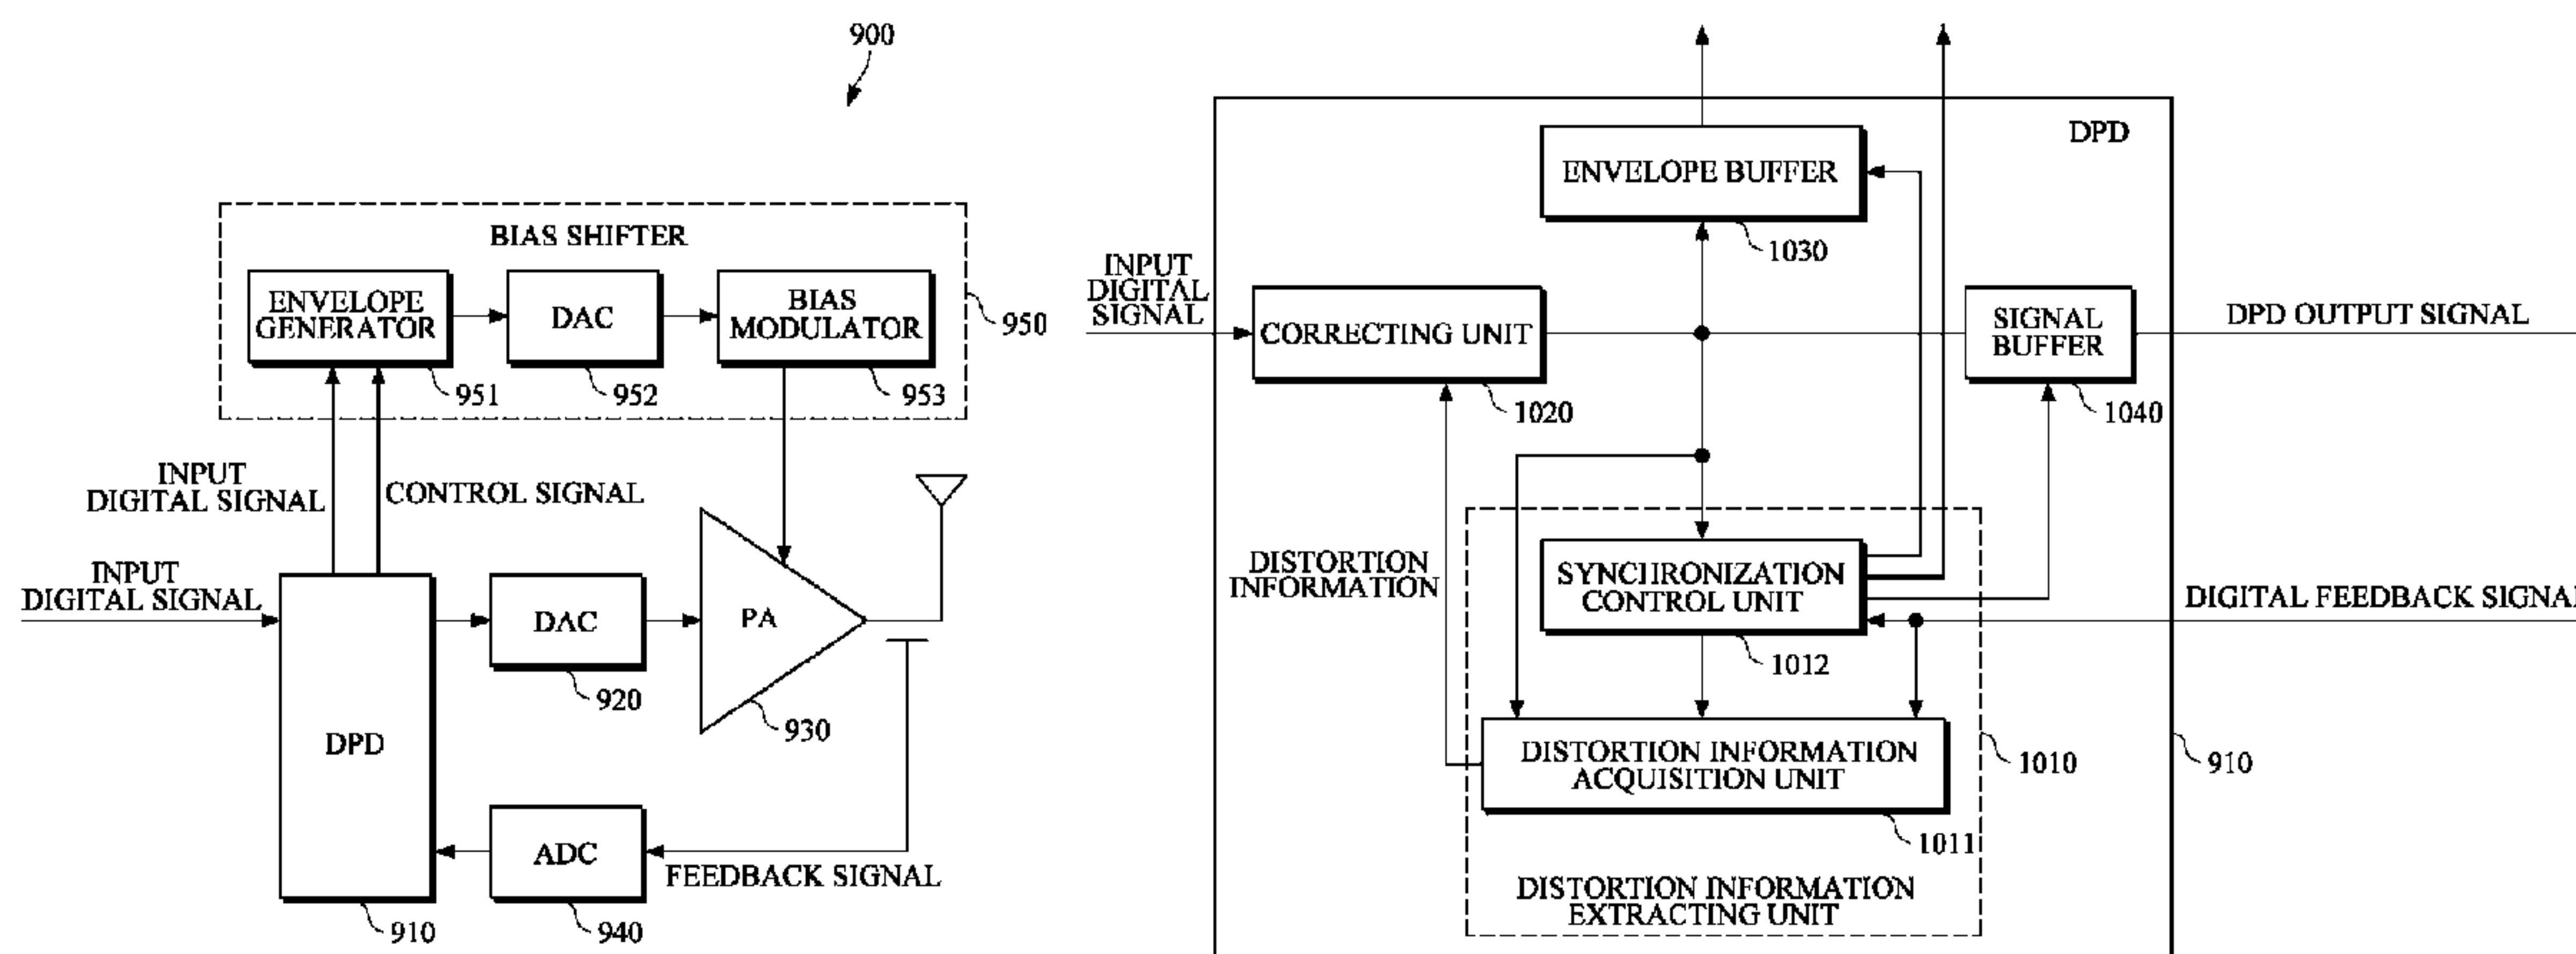 900
BIAS SHIFTER
ENVELOPE
GENERATOR
DAC
BIAS
MODULATOR
950
951
952
953
INPUT
DIGITAL SIGNAL
CONTROL SIGNAL
INPUT
DIGITAL SIGNAL
DAC
PA
920
930
DPD
ADC
FEEDBACK SIGNAL
910
940
DPD
ENVELOPE BUFFER
1030
INPUT
DIGITAL
SIGNAL
CORRECTING UNIT
SIGNAL
BUFFER
DPD OUTPUT SIGNAL
1020
1040
DISTORTION
INFORMATION
SYNCHRONIZATION
CONTROL UNIT
DIGITAL FEEDBACK SIGNAL
1012
DISTORTION INFORMATION
ACQUISITION UNIT
1010
910
1011
DISTORTION INFORMATION
EXTRACTING UNIT